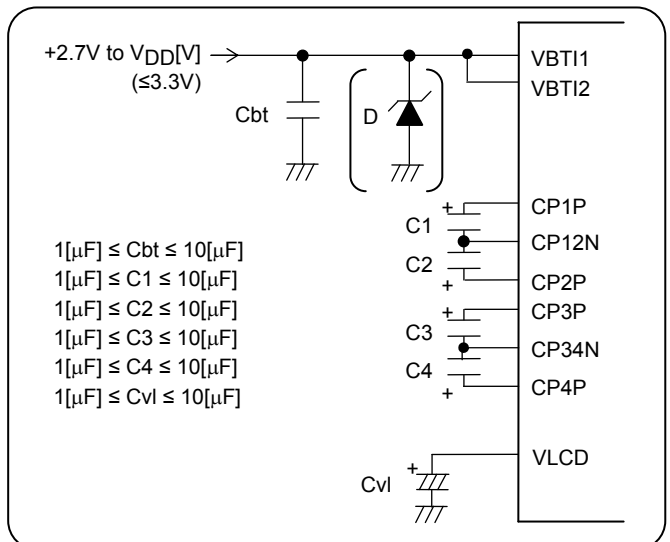 +2.7V to VDD[V]
(≤3.3V)
VBTI1
VBTI2
Cbt
D
CP1P
+
C1
CP12N
C2
CP2P
+
CP3P
+
C3
CP34N
C4
CP4P
+
1[μF] ≤ Cbt ≤ 10[μF]
1[μF] ≤ C1 ≤ 10[μF]
1[μF] ≤ C2 ≤ 10[μF]
1[μF] ≤ C3 ≤ 10[μF]
1[μF] ≤ C4 ≤ 10[μF]
1[μF] ≤ Cvl ≤ 10[μF]
VLCD
+
Cvl